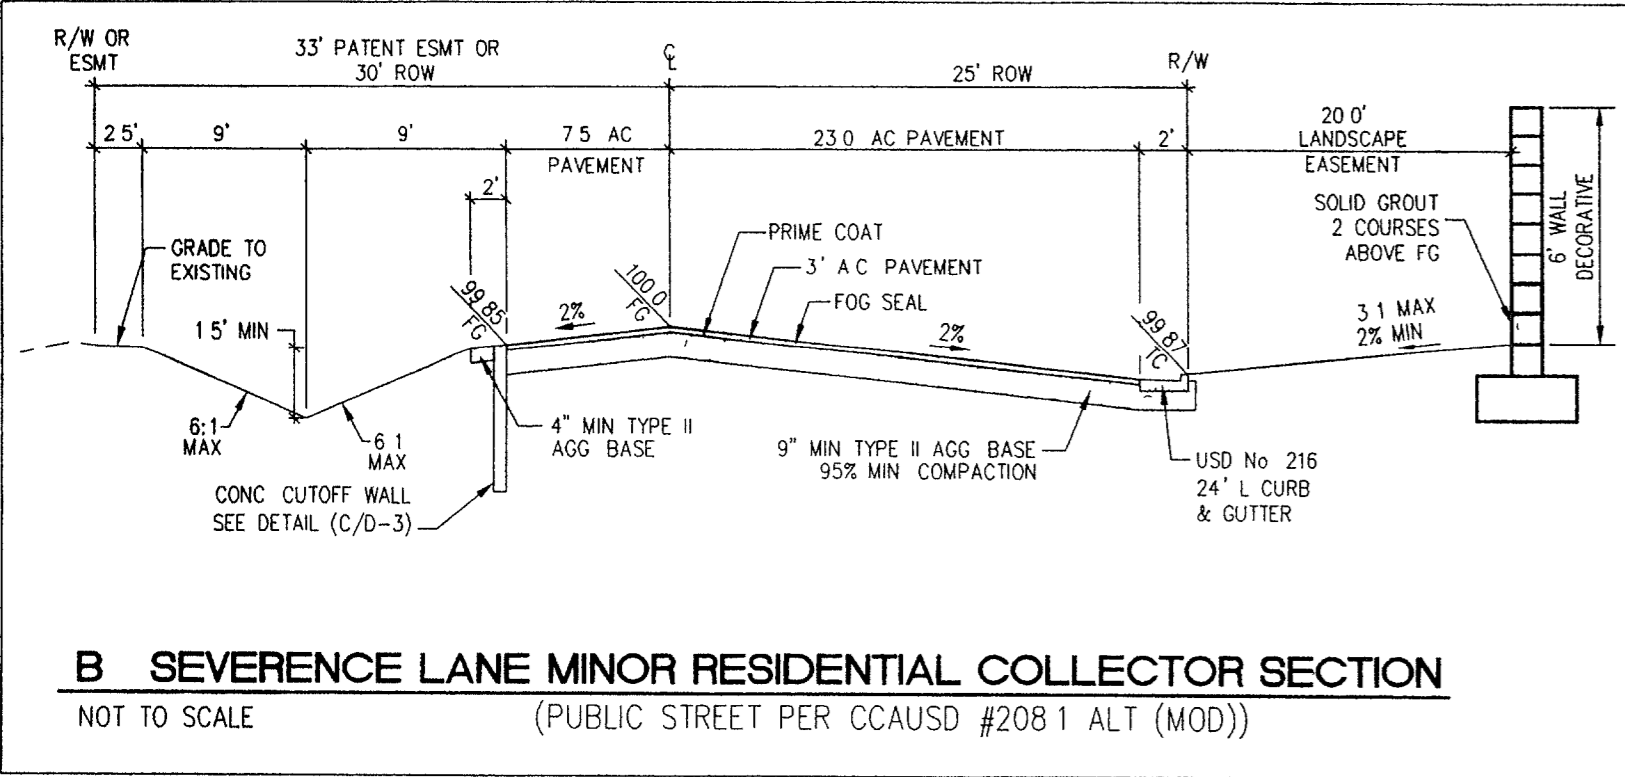 R/W OR
ESMT
33' PATENT ESMT OR
30' ROW
℄
25' ROW
R/W
2 5'
9'
9'
7 5 AC
PAVEMENT
23 0 AC PAVEMENT
2'
20 0'
LANDSCAPE
EASEMENT
2'
SOLID GROUT
2 COURSES
ABOVE FG
6' WALL
DECORATIVE
GRADE TO
EXISTING
PRIME COAT
3' A C PAVEMENT
FOG SEAL
1 5' MIN
99 85
FG
2%
100 0
FG
2%
99 87
TC
3 1 MAX
2% MIN
6:1
MAX
6 1
MAX
4" MIN TYPE II
AGG BASE
9" MIN TYPE II AGG BASE
95% MIN COMPACTION
USD No 216
24' L CURB
& GUTTER
CONC CUTOFF WALL
SEE DETAIL (C/D-3)
B SEVERENCE LANE MINOR RESIDENTIAL COLLECTOR SECTION
NOT TO SCALE
(PUBLIC STREET PER CCAUSD #208 1 ALT (MOD))